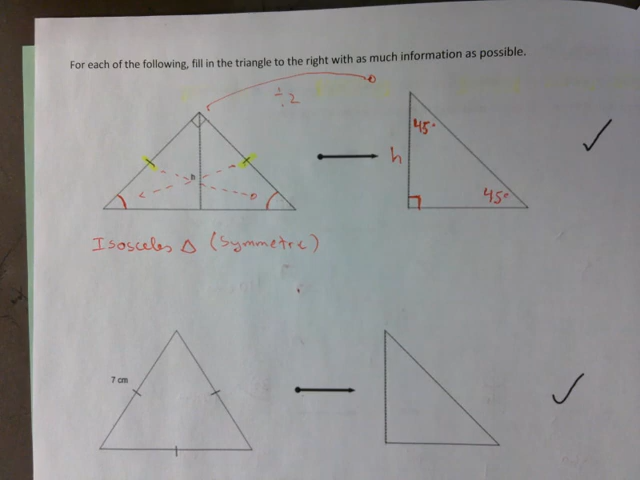 For each of the following, fill in the triangle to the right with as much information as possible.
÷2
45°
h
h
45°
Isosceles Δ (Symmetric)
7 cm